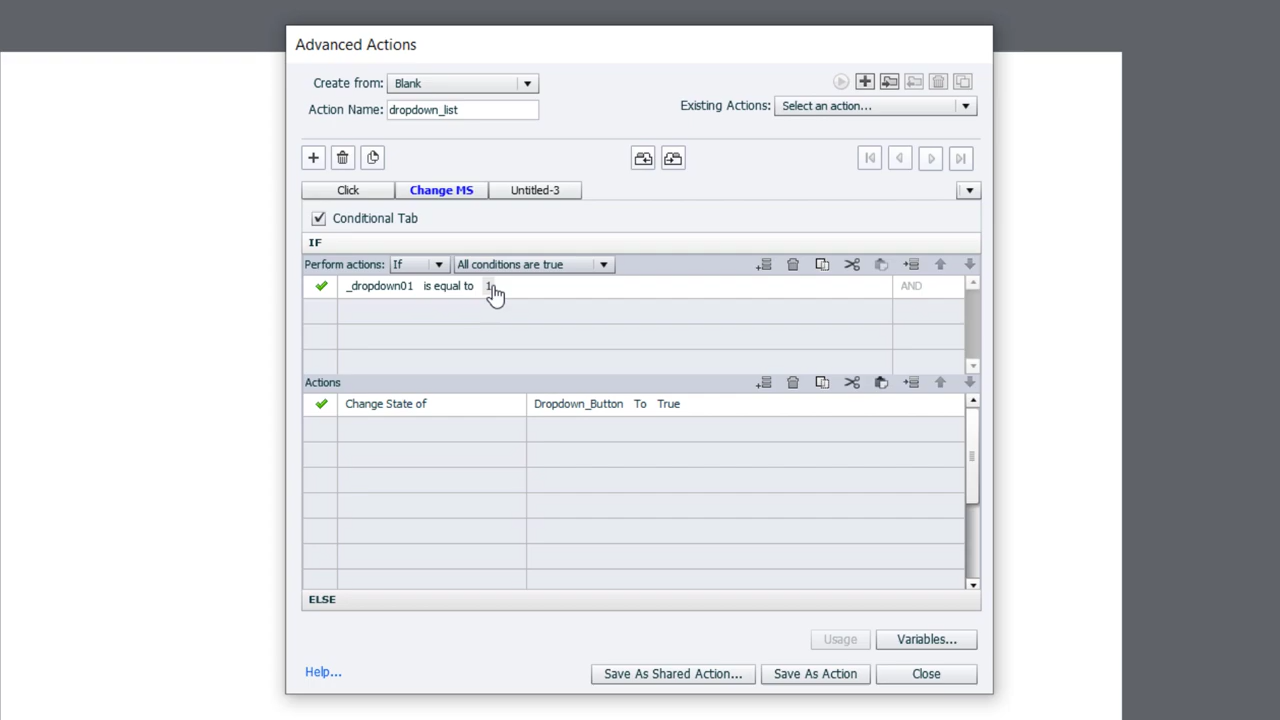 Advanced Actions
Create from: Blank
Action Name: dropdown_list
Existing Actions: Select an action...
Click Change MS Untitled-3
Conditional Tab
IF
Perform actions: If All conditions are true
_dropdown01 is equal to 1 AND
Actions
Change State of Dropdown_Button To True
ELSE
Usage Variables...
Help... Save As Shared Action... Save As Action Close